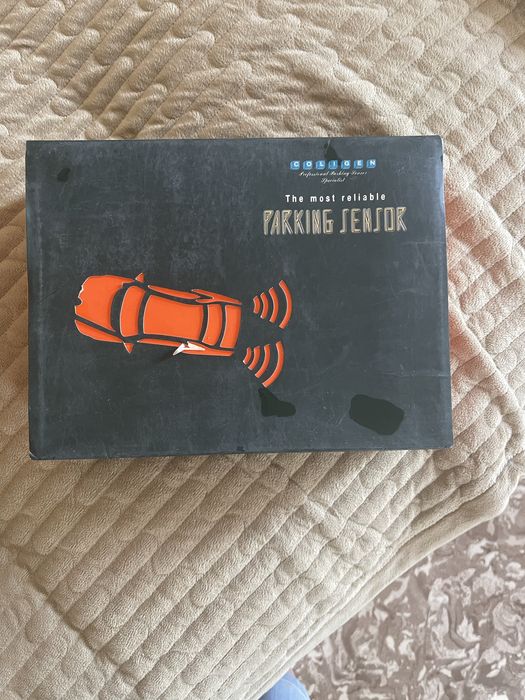 COLIGEN
Professional Parking Sensor
Specialist
The most reliable
PARKING SENSOR